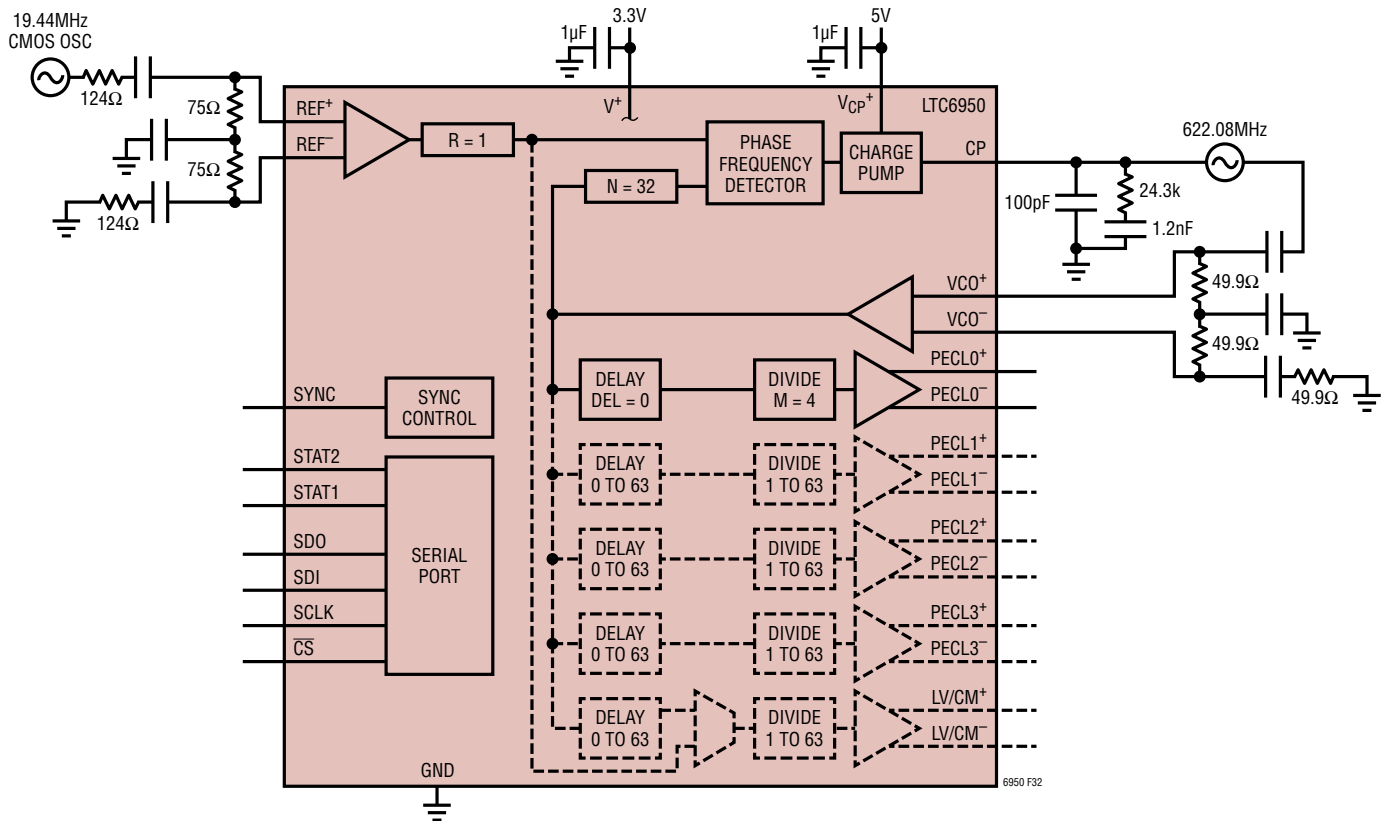 19.44MHz
CMOS OSC
124Ω
75Ω
75Ω
124Ω
3.3V
1µF
5V
1µF
REF+
REF–
V+
VCP+
LTC6950
R = 1
N = 32
PHASE
FREQUENCY
DETECTOR
CHARGE
PUMP
CP
622.08MHz
100pF
24.3k
1.2nF
VCO+
VCO–
49.9Ω
49.9Ω
49.9Ω
SYNC
SYNC
CONTROL
DELAY
DEL = 0
DIVIDE
M = 4
PECL0+
PECL0–
STAT2
STAT1
SDO
SDI
SCLK
CS
SERIAL
PORT
DELAY
0 TO 63
DIVIDE
1 TO 63
PECL1+
PECL1–
DELAY
0 TO 63
DIVIDE
1 TO 63
PECL2+
PECL2–
DELAY
0 TO 63
DIVIDE
1 TO 63
PECL3+
PECL3–
DELAY
0 TO 63
DIVIDE
1 TO 63
LV/CM+
LV/CM–
GND
6950 F32